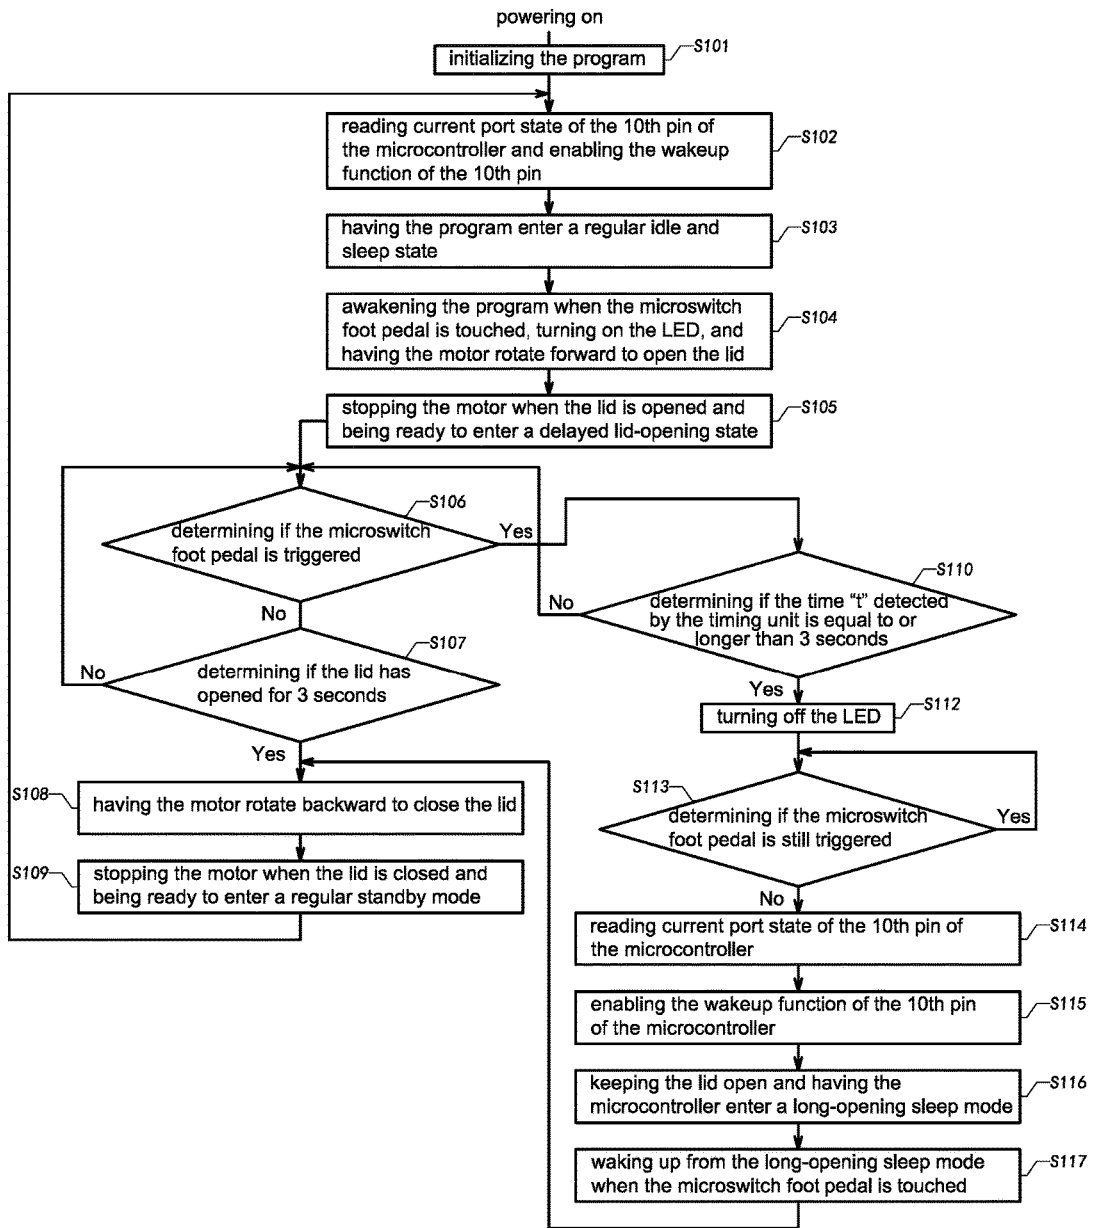 powering on
initializing the program
S101
reading current port state of the 10th pin of
the microcontroller and enabling the wakeup
function of the 10th pin
S102
having the program enter a regular idle and
sleep state
S103
awakening the program when the microswitch
foot pedal is touched, turning on the LED, and
having the motor rotate forward to open the lid
S104
stopping the motor when the lid is opened and
being ready to enter a delayed lid-opening state
S105
S106
determining if the microswitch
foot pedal is triggered
Yes
No
S107
determining if the lid has
opened for 3 seconds
No
Yes
S108
having the motor rotate backward to close the lid
S109
stopping the motor when the lid is closed and
being ready to enter a regular standby mode
S110
determining if the time “t” detected
by the timing unit is equal to or
longer than 3 seconds
No
Yes
turning off the LED
S112
S113
determining if the microswitch
foot pedal is still triggered
Yes
No
reading current port state of the 10th pin of
the microcontroller
S114
enabling the wakeup function of the 10th pin
of the microcontroller
S115
keeping the lid open and having the
microcontroller enter a long-opening sleep mode
S116
waking up from the long-opening sleep mode
when the microswitch foot pedal is touched
S117